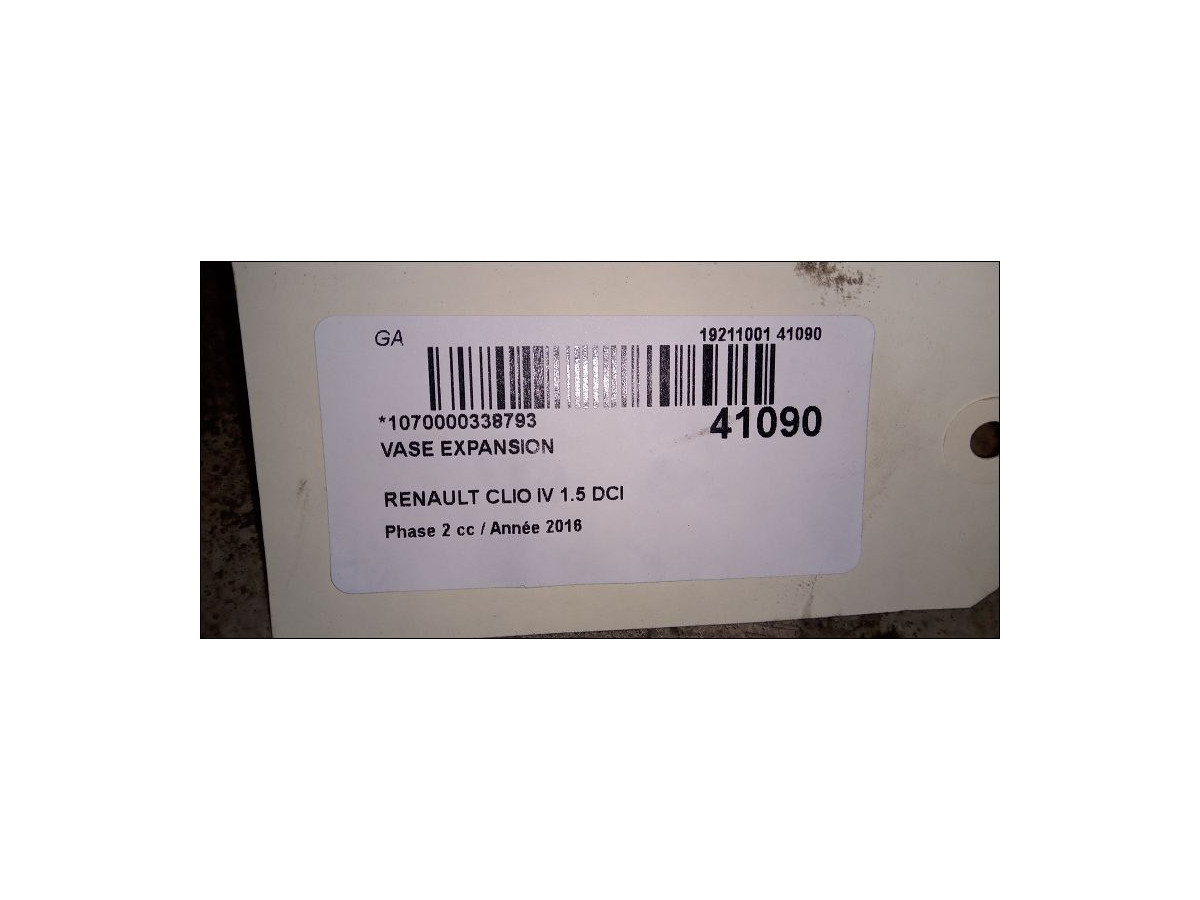 GA
19211001 41090
*1070000338793
41090
VASE EXPANSION
RENAULT CLIO IV 1.5 DCI
Phase 2 cc / Année 2016